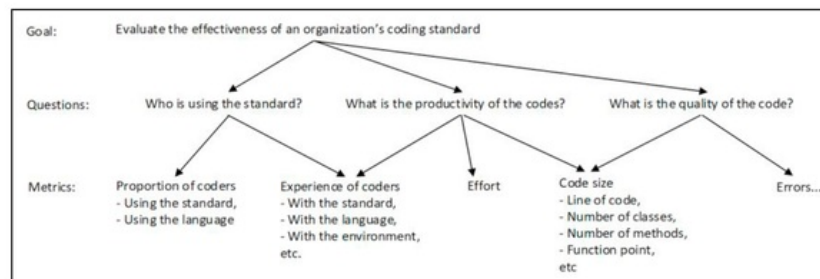 Goal: Evaluate the effectiveness of an organization's coding standard
Questions: Who is using the standard? What is the productivity of the codes? What is the quality of the code?
Metrics: Proportion of coders
- Using the standard,
- Using the language
Experience of coders
- With the standard,
- With the language,
- With the environment,
etc.
Effort
Code size
- Line of code,
- Number of classes,
- Number of methods,
- Function point,
etc
Errors...